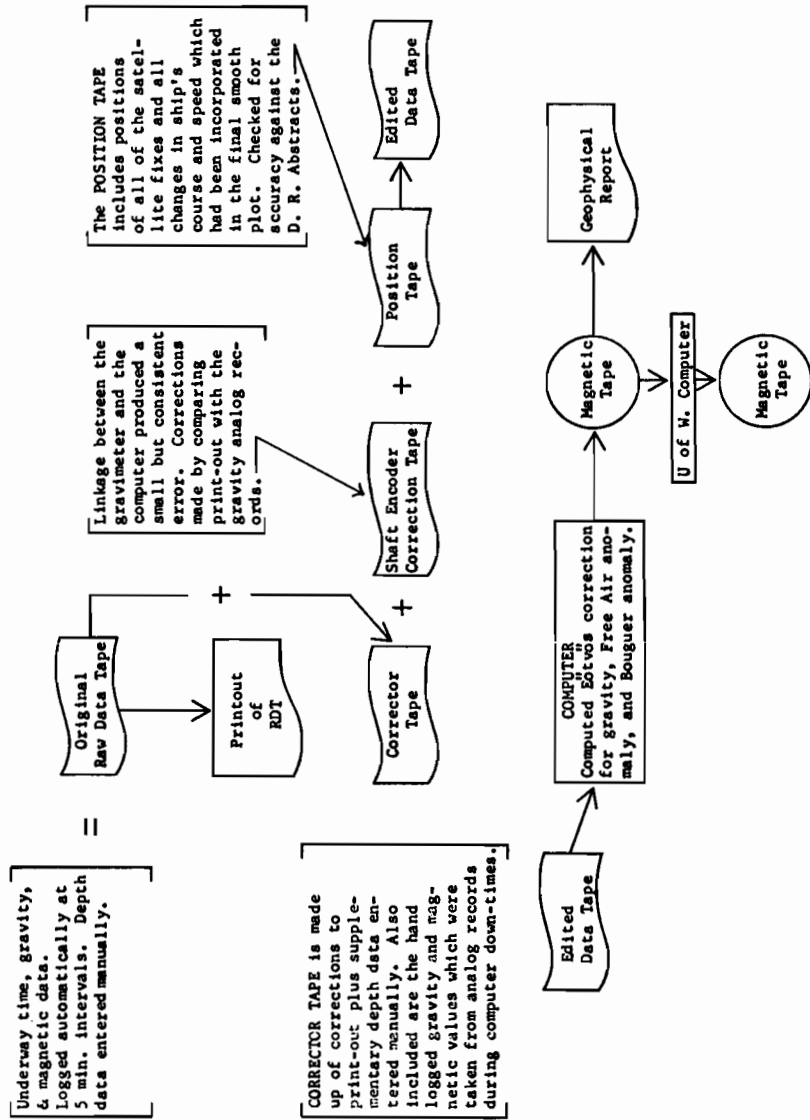 Underway time, gravity,
& magnetic data.
Logged automatically at
5 min. intervals. Depth
data entered manually.
=
Original
Raw Data Tape
Printout
of
RDT
+
Linkage between the
gravimeter and the
computer produced a
small but consistent
error. Corrections
made by comparing
print-out with the
gravity analog rec-
ords.
The POSITION TAPE
includes positions
of all of the satel-
lite fixes and all
changes in ship's
course and speed which
had been incorporated
in the final smooth
plot. Checked for
accuracy against the
D. R. Abstracts.
CORRECTOR TAPE is made
up of corrections to
print-out plus supple-
mentary depth data en-
tered manually. Also
included are the hand
logged gravity and mag-
netic values which were
taken from analog records
during computer down-times.
Corrector
Tape
+
Shaft Encoder
Correction Tape
+
Position
Tape
Edited
Data Tape
Edited
Data Tape
COMPUTER
Computed Eötvös correction
for gravity, Free Air ano-
maly, and Bouguer anomaly.
Magnetic
Tape
Geophysical
Report
U of W. Computer
Magnetic
Tape